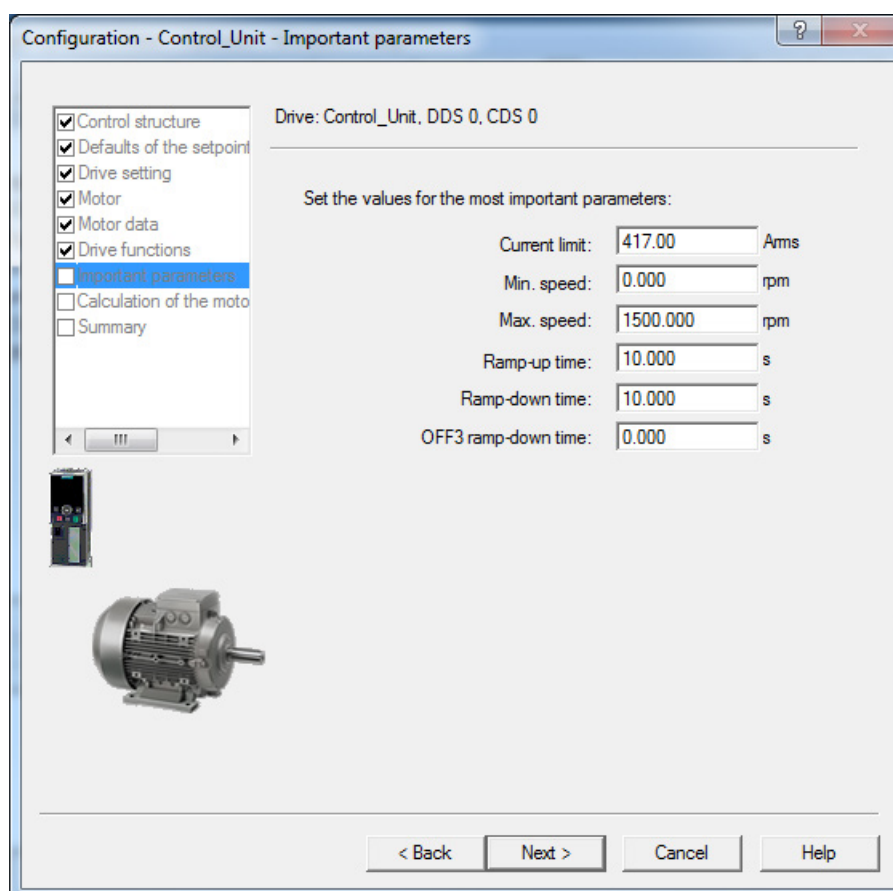 Configuration - Control_Unit - Important parameters
Control structure
Defaults of the setpoint
Drive setting
Motor
Motor data
Drive functions
Important parameters
Calculation of the moto
Summary
Drive: Control_Unit, DDS 0, CDS 0
Set the values for the most important parameters:
Current limit: 417.00 Arms
Min. speed: 0.000 rpm
Max. speed: 1500.000 rpm
Ramp-up time: 10.000 s
Ramp-down time: 10.000 s
OFF3 ramp-down time: 0.000 s
< Back Next > Cancel Help